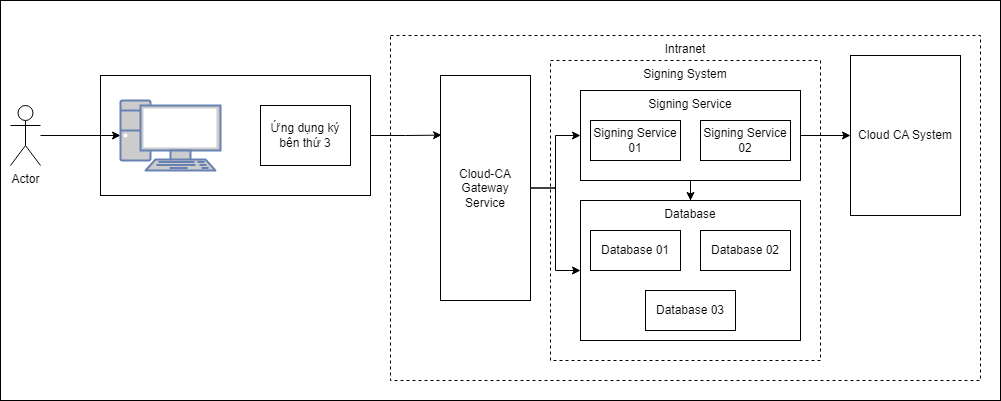 Intranet
Signing System
Signing Service
Signing Service
01
Signing Service
02
Ứng dụng ký
bên thứ 3
Cloud CA System
Actor
Cloud-CA
Gateway
Service
Database
Database 01
Database 02
Database 03